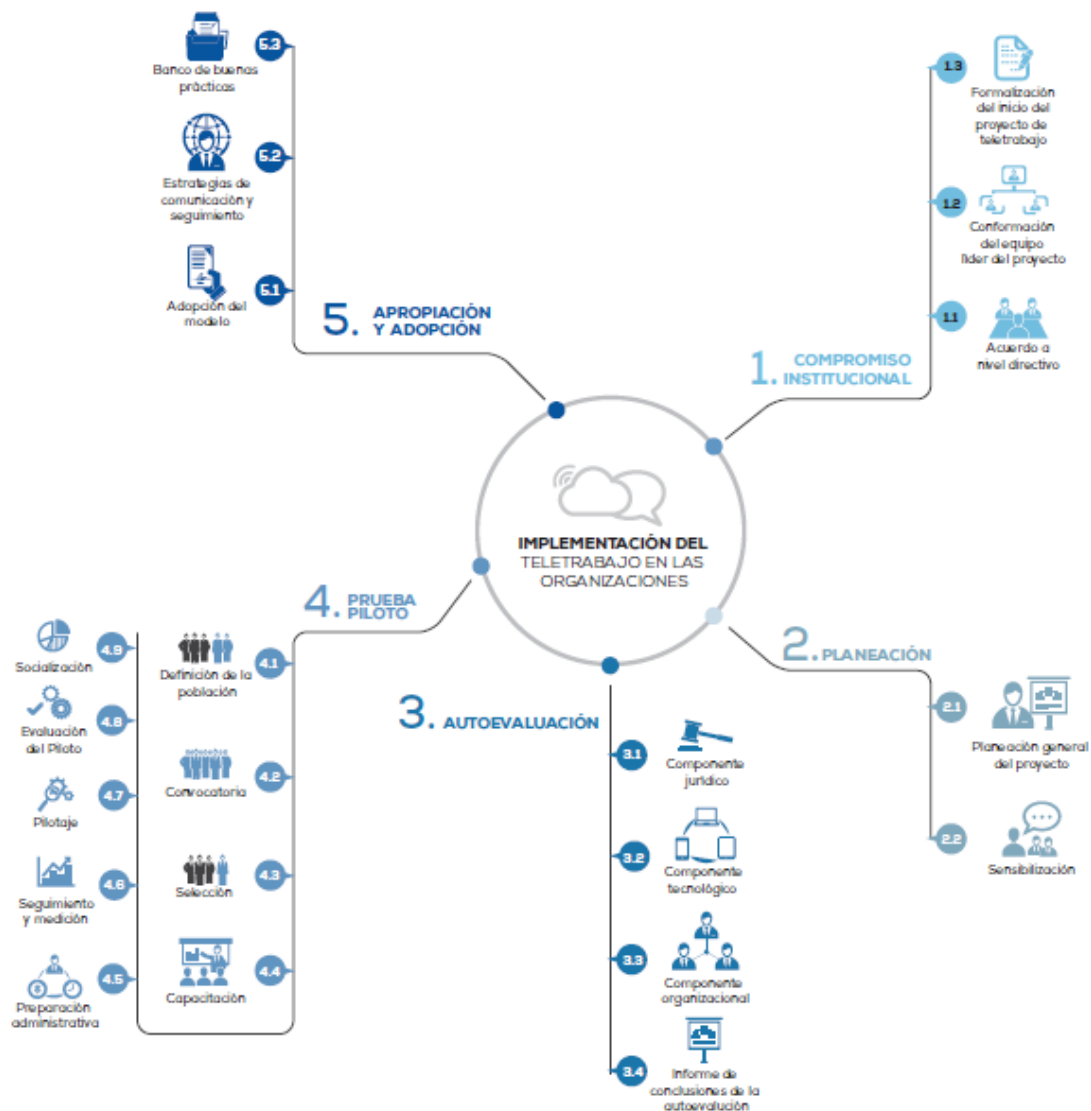 IMPLEMENTACIÓN DEL
TELETRABAJO EN LAS
ORGANIZACIONES
1. COMPROMISO
INSTITUCIONAL
1.3
Formalización
del inicio del
proyecto de
teletrabajo
1.2
Conformación
del equipo
líder del proyecto
1.1
Acuerdo a
nivel directivo
2. PLANEACIÓN
2.1
Planeación general
del proyecto
2.2
Sensibilización
3. AUTOEVALUACIÓN
3.1
Componente
jurídico
3.2
Componente
tecnológico
3.3
Componente
organizacional
3.4
Informe de
conclusiones de la
autoevalución
4. PRUEBA
PILOTO
4.1
Definición de la
población
4.2
Convocatoria
4.3
Selección
4.4
Capacitación
4.5
Preparación
administrativa
4.6
Seguimiento
y medición
4.7
Pilotaje
4.8
Evaluación
del Piloto
4.9
Socialización
5. APROPIACIÓN
Y ADOPCIÓN
5.3
Banco de buenas
prácticas
5.2
Estrategias de
comunicación y
seguimiento
5.1
Adopción del
modelo